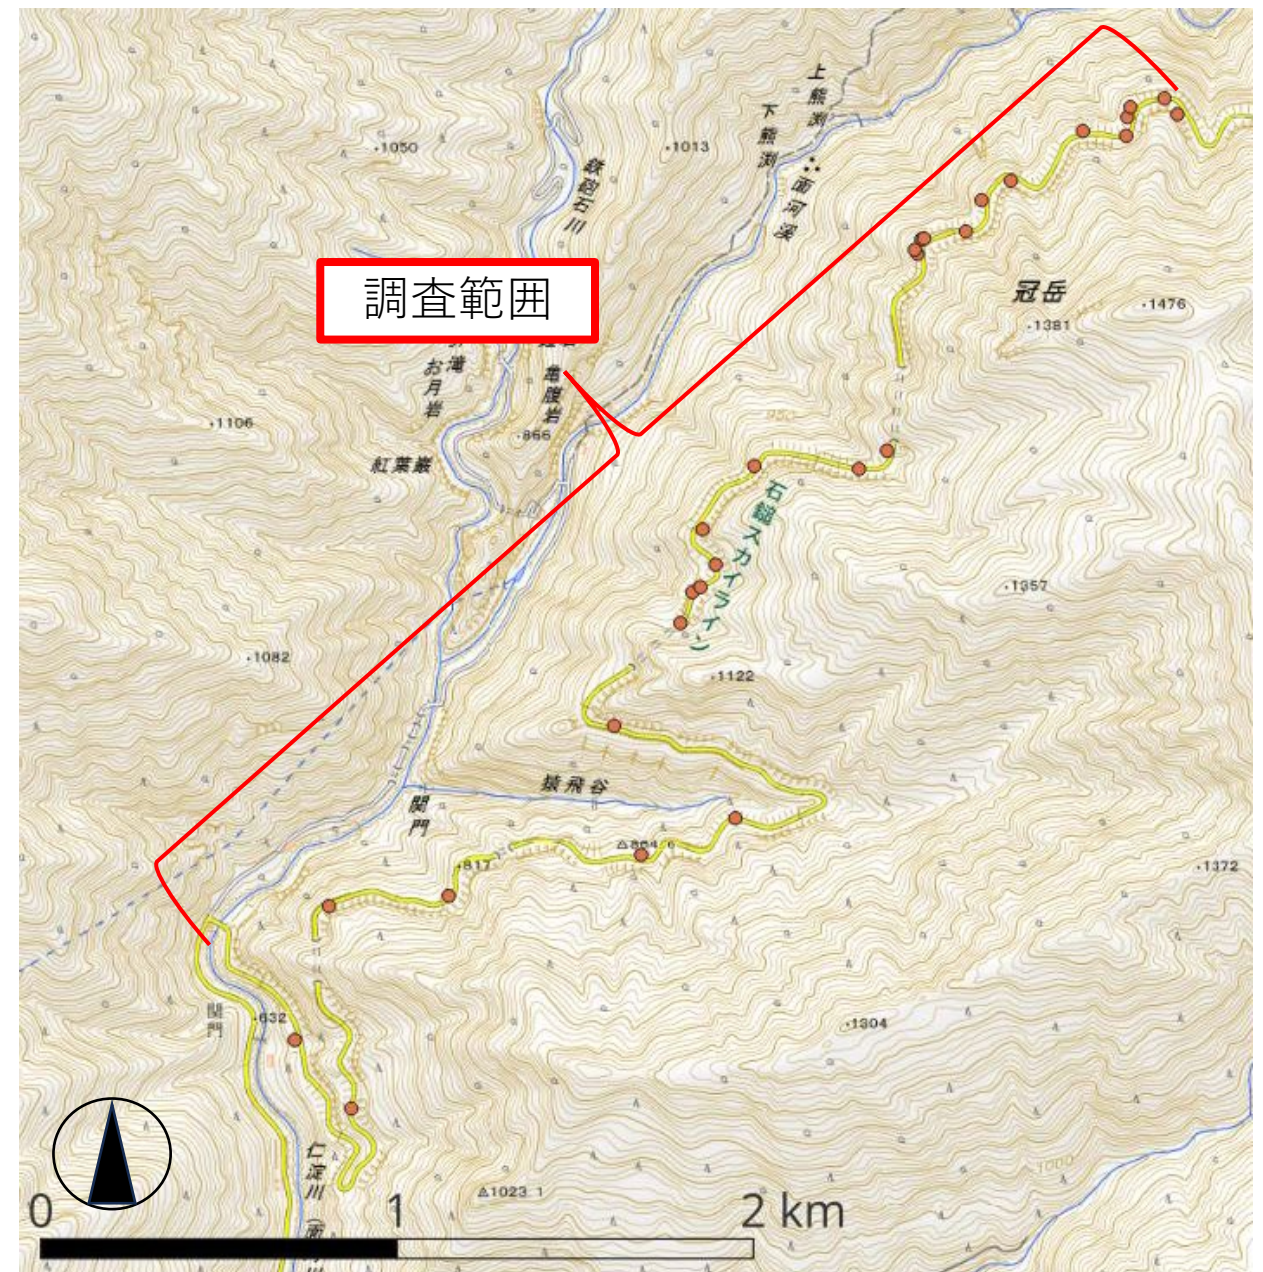 上熊渕
下熊渕
・1050
・1013
鉄砲石川
面河渓
調査範囲
冠岳
・1476
・1381
お月岩
滝
亀腹岩
・1106
950
・866
紅葉巌
石鎚スカイライン
・1357
・1082
・1122
猿飛谷
関門
△864.6
・817
・1372
関門
・632
・1304
仁淀川
1000
△1023.1
0
1
2 km